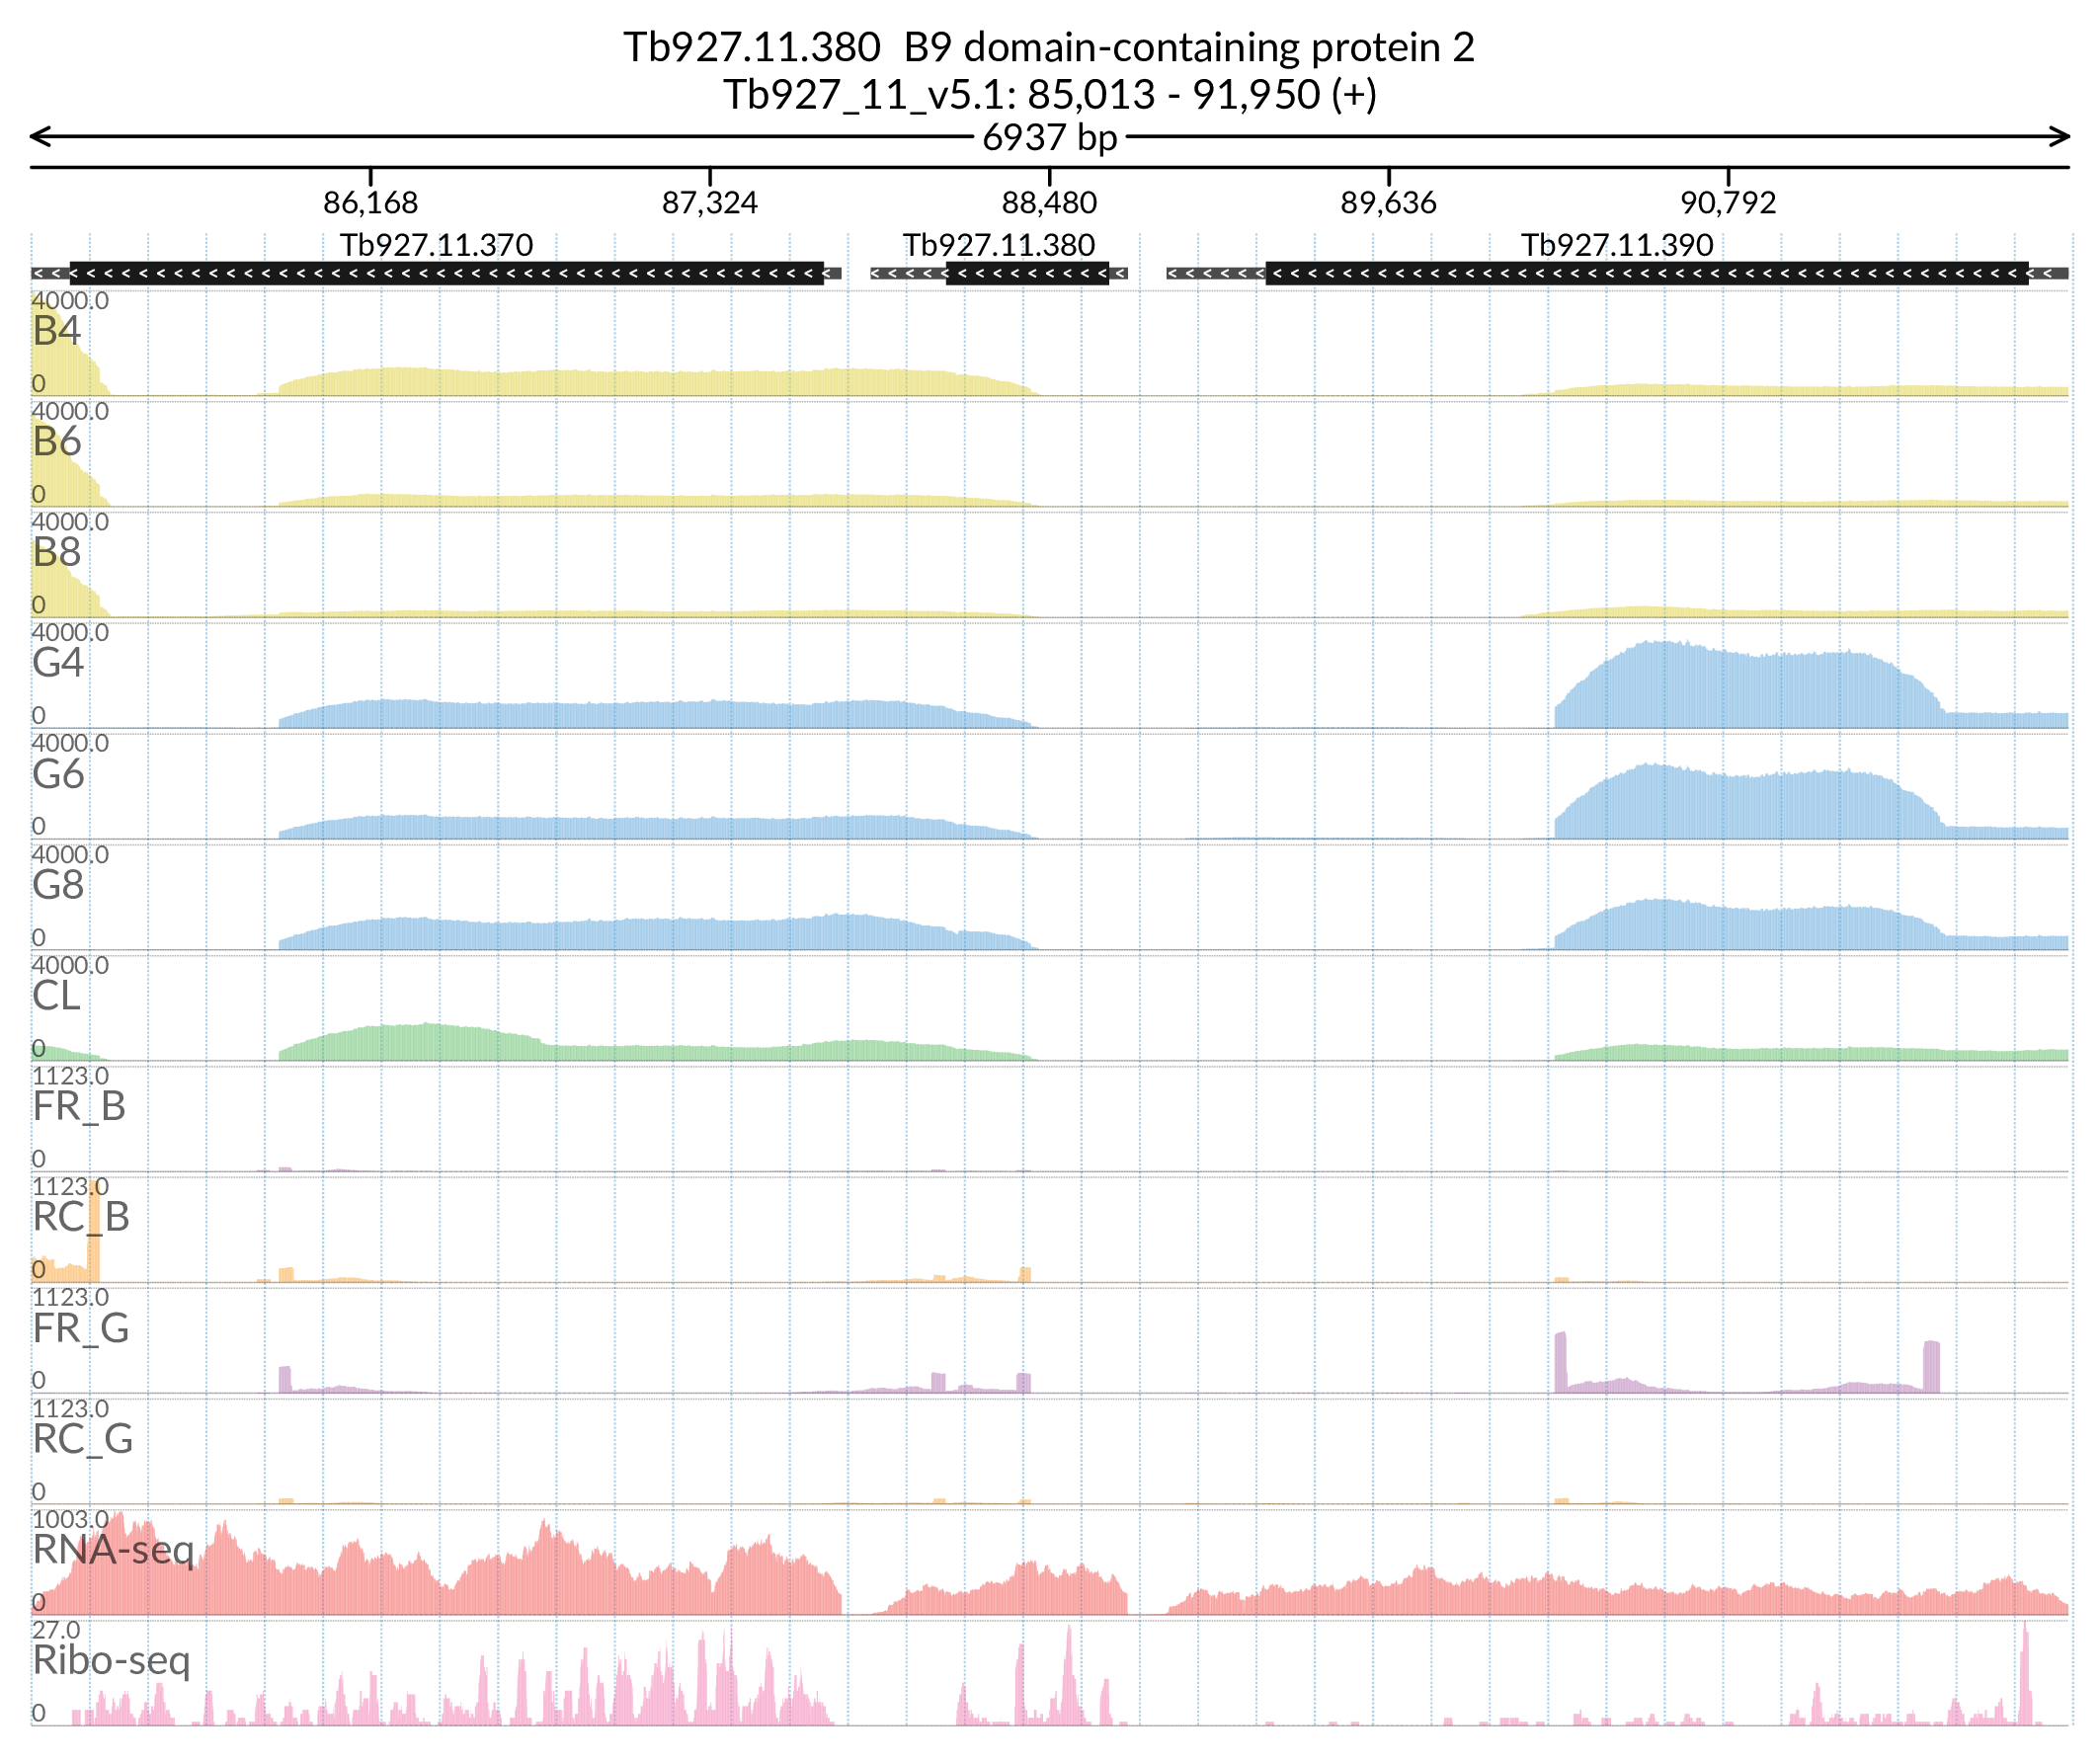 Tb927.11.380  B9 domain-containing protein 2
Tb927_11_v5.1: 85,013 - 91,950 (+)
6937 bp
86,168 87,324 88,480 89,636 90,792
Tb927.11.370 Tb927.11.380 Tb927.11.390
4000.0
B4
0
4000.0
B6
0
4000.0
B8
0
4000.0
G4
0
4000.0
G6
0
4000.0
G8
0
4000.0
CL
0
1123.0
FR_B
0
1123.0
RC_B
0
1123.0
FR_G
0
1123.0
RC_G
0
1003.0
RNA-seq
0
27.0
Ribo-seq
0